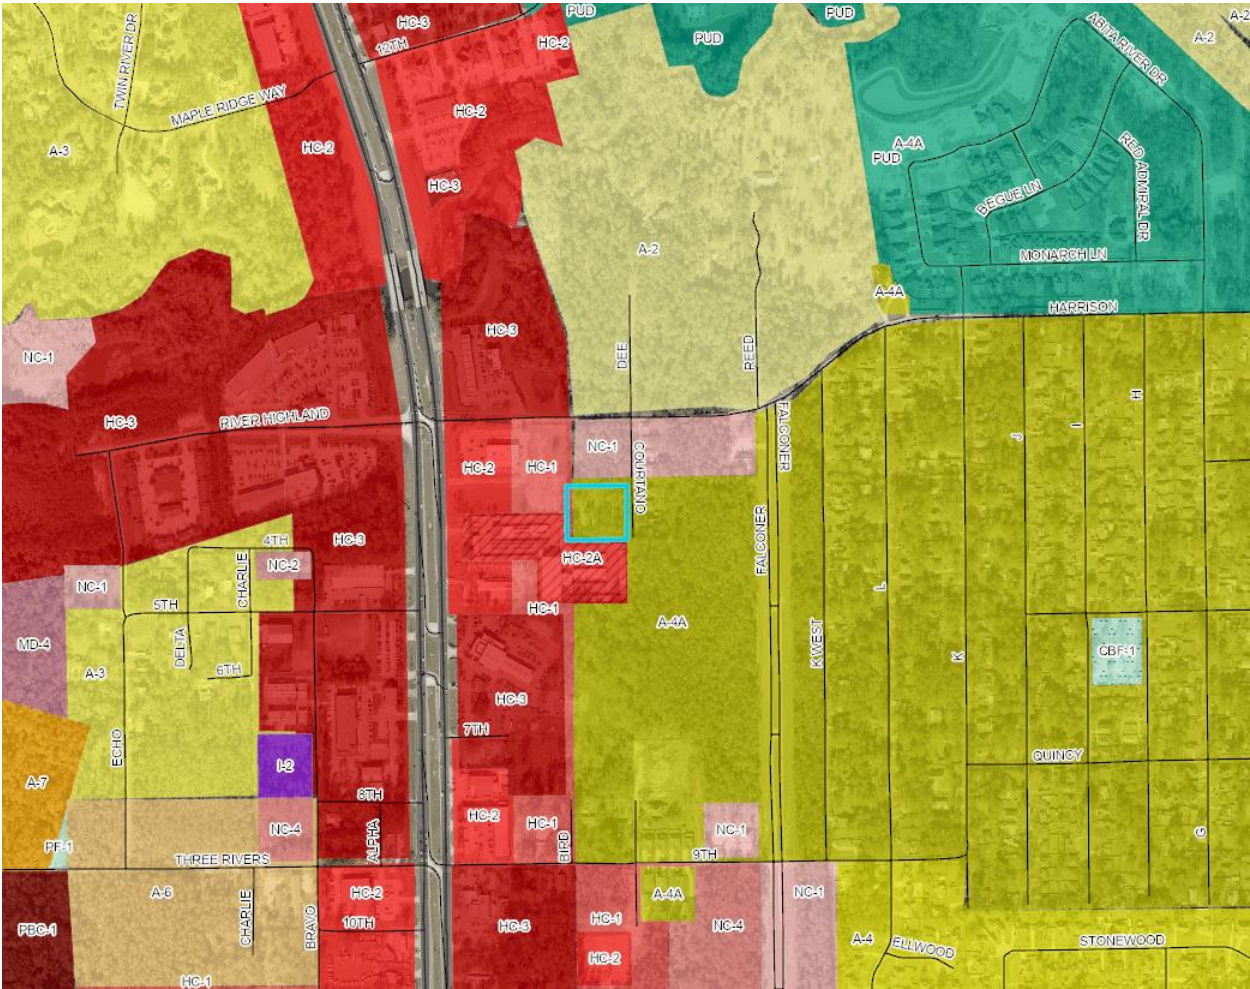 PUD
PUD
A-2
HC-3
TWIN RIVER DR
12TH
HC-2
PUD
ABITA RIVER DR
A-2
MAPLE RIDGE WAY
HC-2
A-3
HC-2
A-4A
PUD
RED ADMIRAL DR
HC-3
BEGUE LN
A-2
MONARCH LN
A-4A
HARRISON
HC-3
NC-1
DEE
REED
HC-3
RIVER HIGHLAND
FALCONER
H
I
J
HC-2
HC-1
NC-1
COURTANO
4TH
HC-3
FALCONER
HC-2A
NC-2
CHARLIE
NC-1
L
5TH
HC-1
A-4A
MD-4
DELTA
K WEST
K
CBF-1
A-3
6TH
HC-3
7TH
ECHO
I-2
QUINCY
A-7
8TH
HC-2
HC-1
NC-4
NC-1
G
PF-1
ALPHA
BIRD
THREE RIVERS
9TH
A-6
HC-2
A-4A
NC-1
CHARLIE
BRAVO
10TH
HC-3
HC-1
NC-4
PBC-1
A-4
ELLWOOD
STONEWOOD
HC-2
HC-1